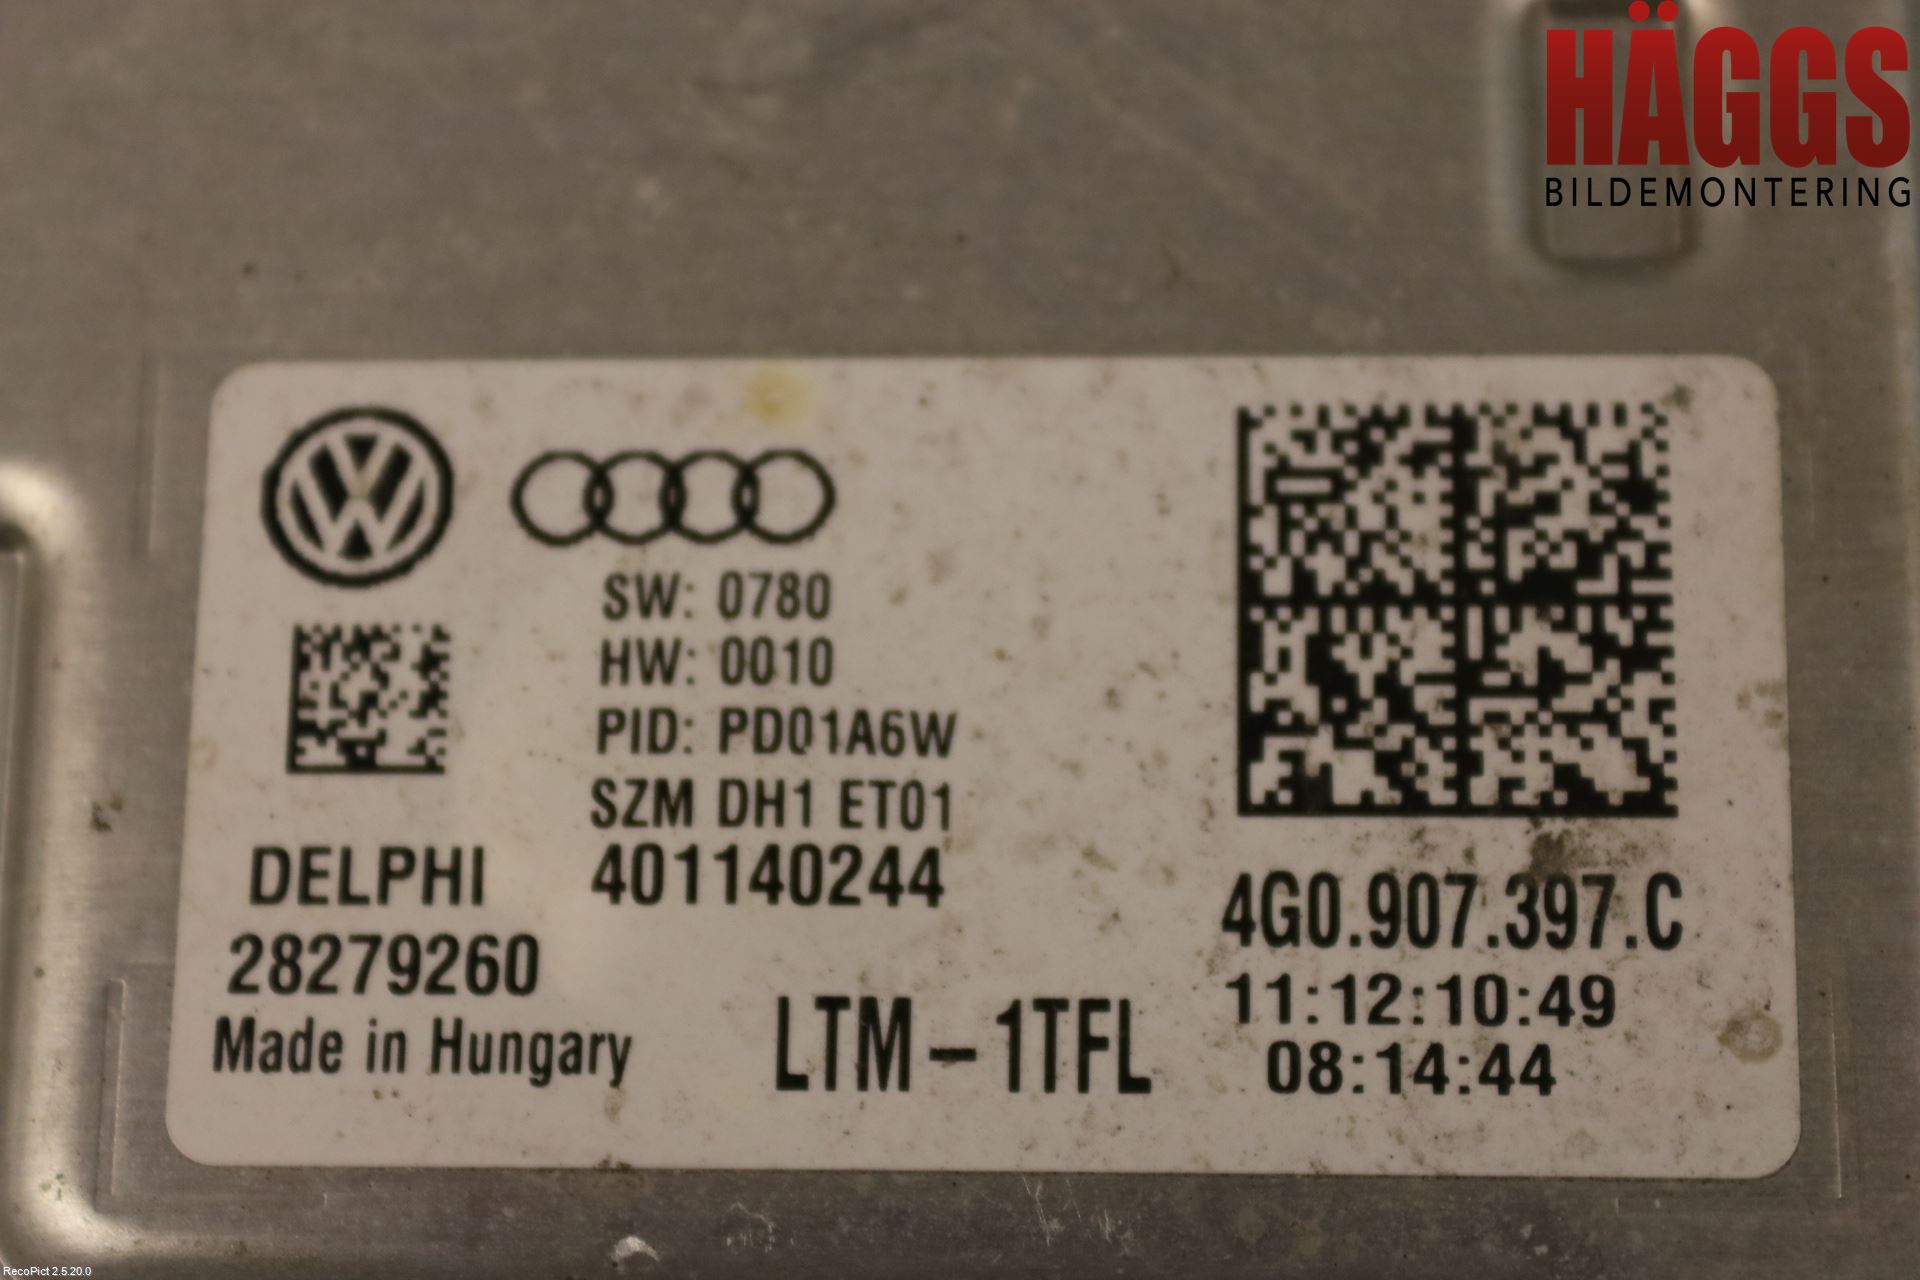 HÄGGS
BILDEMONTERING
SW: 0780
HW: 0010
PID: PD01A6W
SZM DH1 ET01
401140244
DELPHI
28279260
Made in Hungary
LTM - 1TFL
4G0.907.397.C
11:12:10:49
08:14:44
RecoPict 2.5.20.0